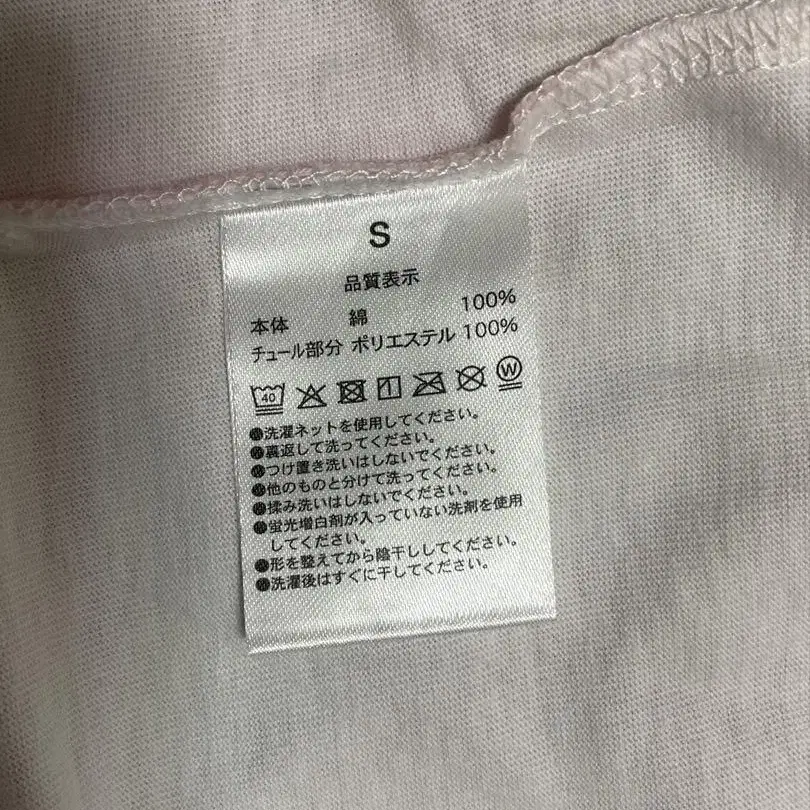 S
品質表示
本体 綿 100%
チュール部分 ポリエステル 100%
40 W
●洗濯ネットを使用してください。
●裏返して洗ってください。
●つけ置き洗いはしないでください。
●他のものと分けて洗ってください。
●揉み洗いはしないでください。
●蛍光増白剤が入っていない洗剤を使用
してください。
●形を整えてから陰干ししてください。
●洗濯後はすぐに干してください。